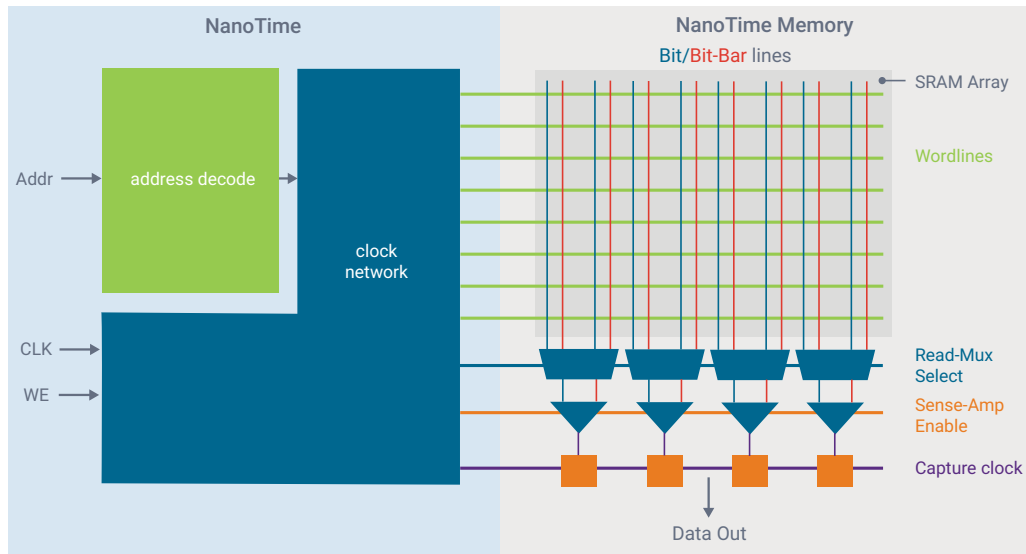 NanoTime
NanoTime Memory
Bit/Bit-Bar lines
SRAM Array
Wordlines
Addr
address decode
clock
network
CLK
WE
Read-Mux
Select
Sense-Amp
Enable
Capture clock
Data Out